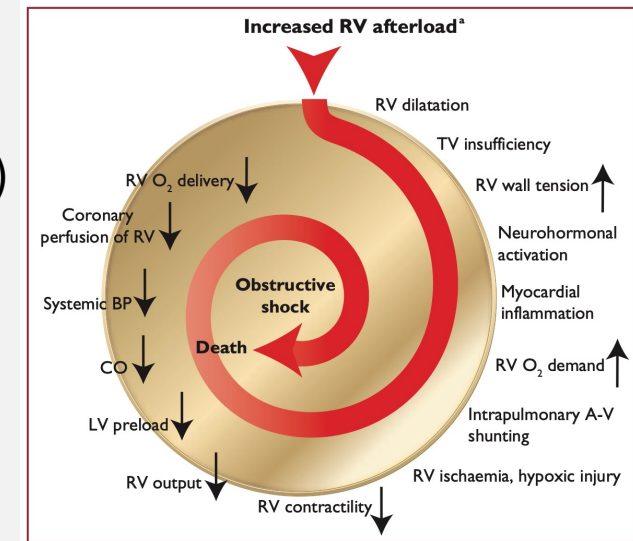 Increased RV afterloadª
RV dilatation
TV insufficiency
RV wall tension
Neurohormonal
activation
Myocardial
inflammation
RV O₂ demand
Intrapulmonary A-V
shunting
RV ischaemia, hypoxic injury
RV contractility
RV output
LV preload
CO
Systemic BP
Coronary
perfusion of RV
RV O₂ delivery
Obstructive
shock
Death